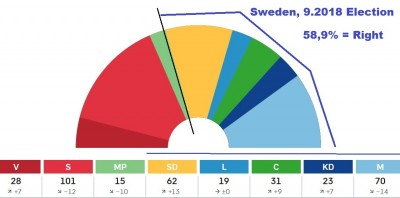 Sweden, 9.2018 Election
58,9% = Right
V S MP SD L C KD M
28 101 15 62 19 31 23 70
↗ +7 ↘ −12 ↘ −10 ↗ +13 → ±0 ↗ +9 ↗ +7 ↘ −14